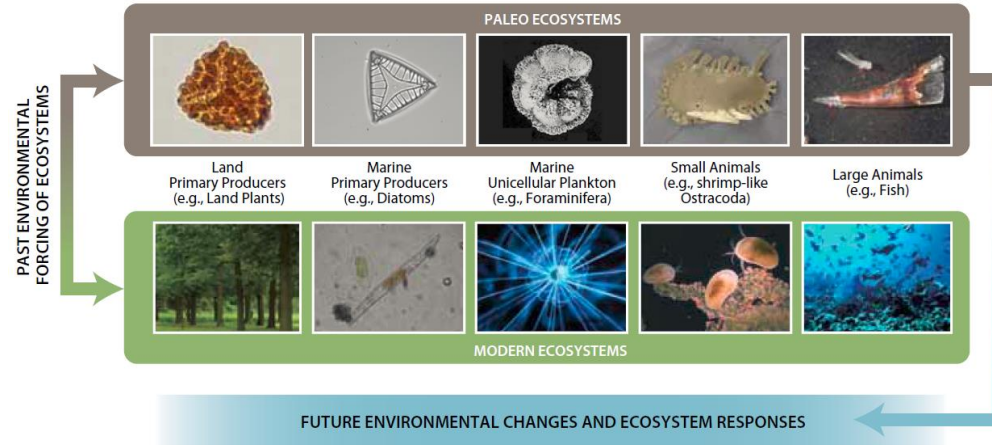 PALEO ECOSYSTEMS
PAST ENVIRONMENTAL
FORCING OF ECOSYSTEMS
Land
Primary Producers
(e.g., Land Plants)
Marine
Primary Producers
(e.g., Diatoms)
Marine
Unicellular Plankton
(e.g., Foraminifera)
Small Animals
(e.g., shrimp-like
Ostracoda)
Large Animals
(e.g., Fish)
MODERN ECOSYSTEMS
FUTURE ENVIRONMENTAL CHANGES AND ECOSYSTEM RESPONSES